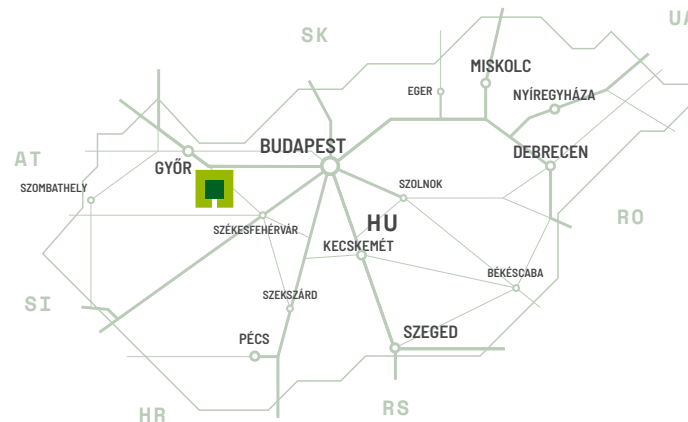 UA
SK
MISKOLC
EGER
NYÍREGYHÁZA
BUDAPEST
DEBRECEN
AT
GYŐR
SZOMBATHELY
SZOLNOK
RO
HU
SZÉKESFEHÉRVÁR
KECSKEMÉT
BÉKÉSCABA
SZEKSZÁRD
SI
SZEGED
PÉCS
RS
HR